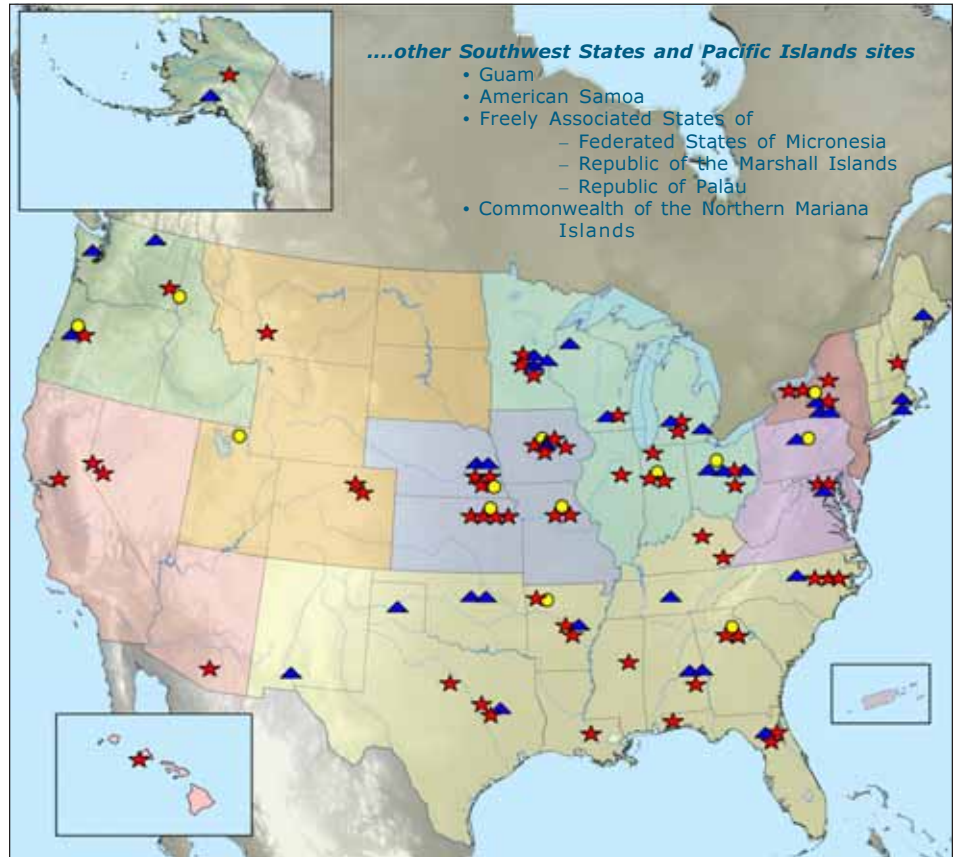 ....other Southwest States and Pacific Islands sites
• Guam
• American Samoa
• Freely Associated States of
– Federated States of Micronesia
– Republic of the Marshall Islands
– Republic of Palau
• Commonwealth of the Northern Mariana
Islands